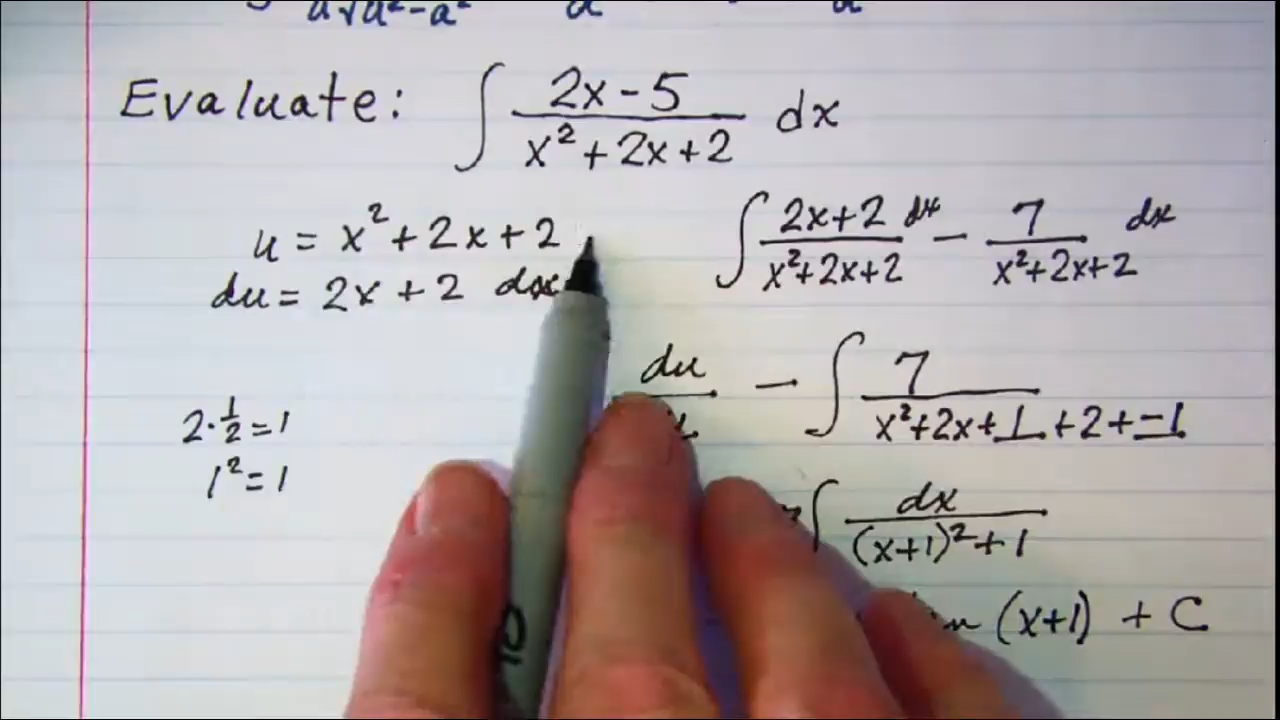 a√u²-a² a a
Evaluate: ∫ 2x-5 / x²+2x+2 dx
u = x²+2x+2
du = 2x+2 dx
∫ 2x+2 dx / x²+2x+2 - 7 dx / x²+2x+2
du - ∫ 7 / x²+2x+1+2+-1
2·1/2=1
1²=1
∫ dx / (x+1)²+1
(x+1) + C